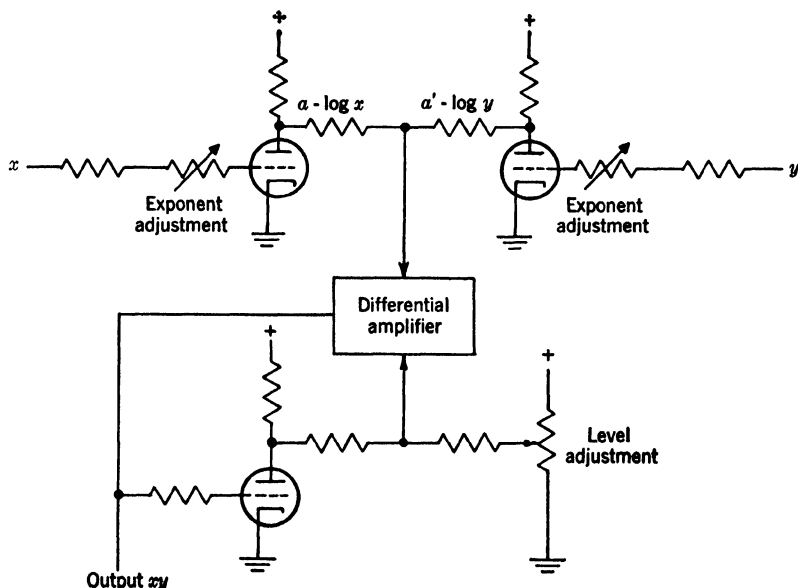 +
+
a - log x
a' - log y
x
y
Exponent
adjustment
Exponent
adjustment
Differential
amplifier
+
+
Level
adjustment
Output xy